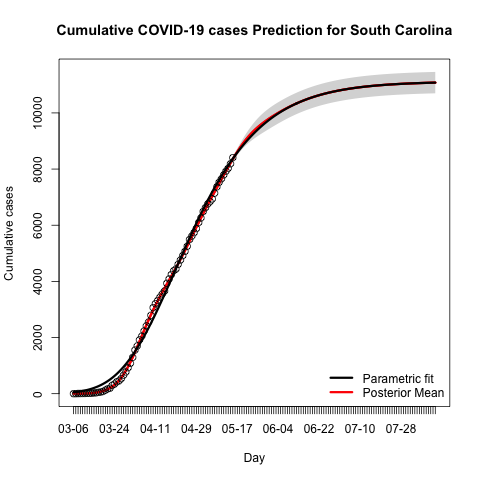 Cumulative COVID-19 cases Prediction for South Carolina
Cumulative cases
10000
8000
6000
4000
2000
0
Parametric fit
Posterior Mean
03-06 03-24 04-11 04-29 05-17 06-04 06-22 07-10 07-28
Day